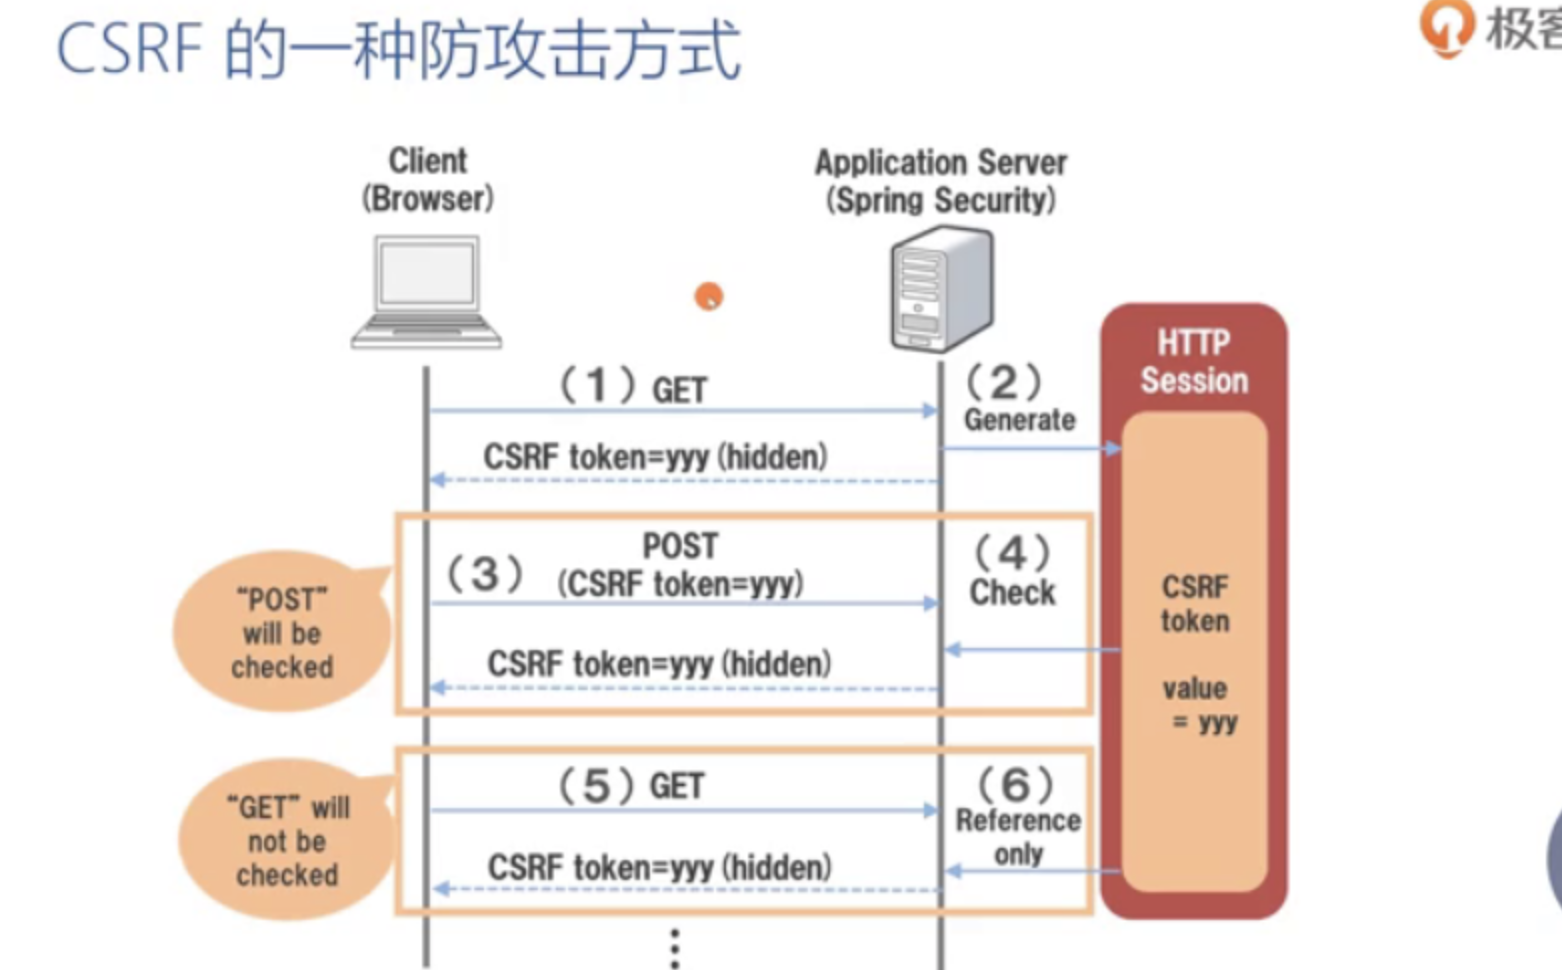 CSRF 的一种防攻击方式
极客
Client
(Browser)
Application Server
(Spring Security)
HTTP
Session
(1) GET
(2)
Generate
CSRF token=yyy (hidden)
"POST"
will be
checked
(3)
POST
(CSRF token=yyy)
(4)
Check
CSRF token=yyy (hidden)
CSRF
token
value
= yyy
"GET" will
not be
checked
(5) GET
(6)
Reference
only
CSRF token=yyy (hidden)